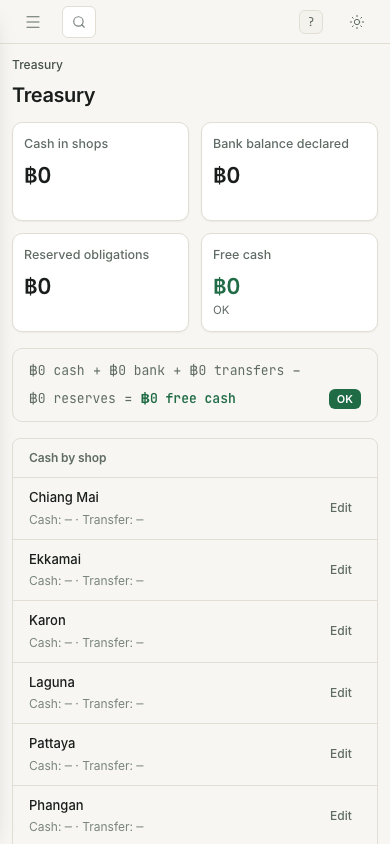 ?
Treasury
Treasury
Cash in shops
฿0
Bank balance declared
฿0
Reserved obligations
฿0
Free cash
฿0
OK
฿0 cash + ฿0 bank + ฿0 transfers −
฿0 reserves = ฿0 free cash
OK
Cash by shop
Chiang Mai
Cash: — · Transfer: —
Edit
Ekkamai
Cash: — · Transfer: —
Edit
Karon
Cash: — · Transfer: —
Edit
Laguna
Cash: — · Transfer: —
Edit
Pattaya
Cash: — · Transfer: —
Edit
Phangan
Cash: — · Transfer: —
Edit